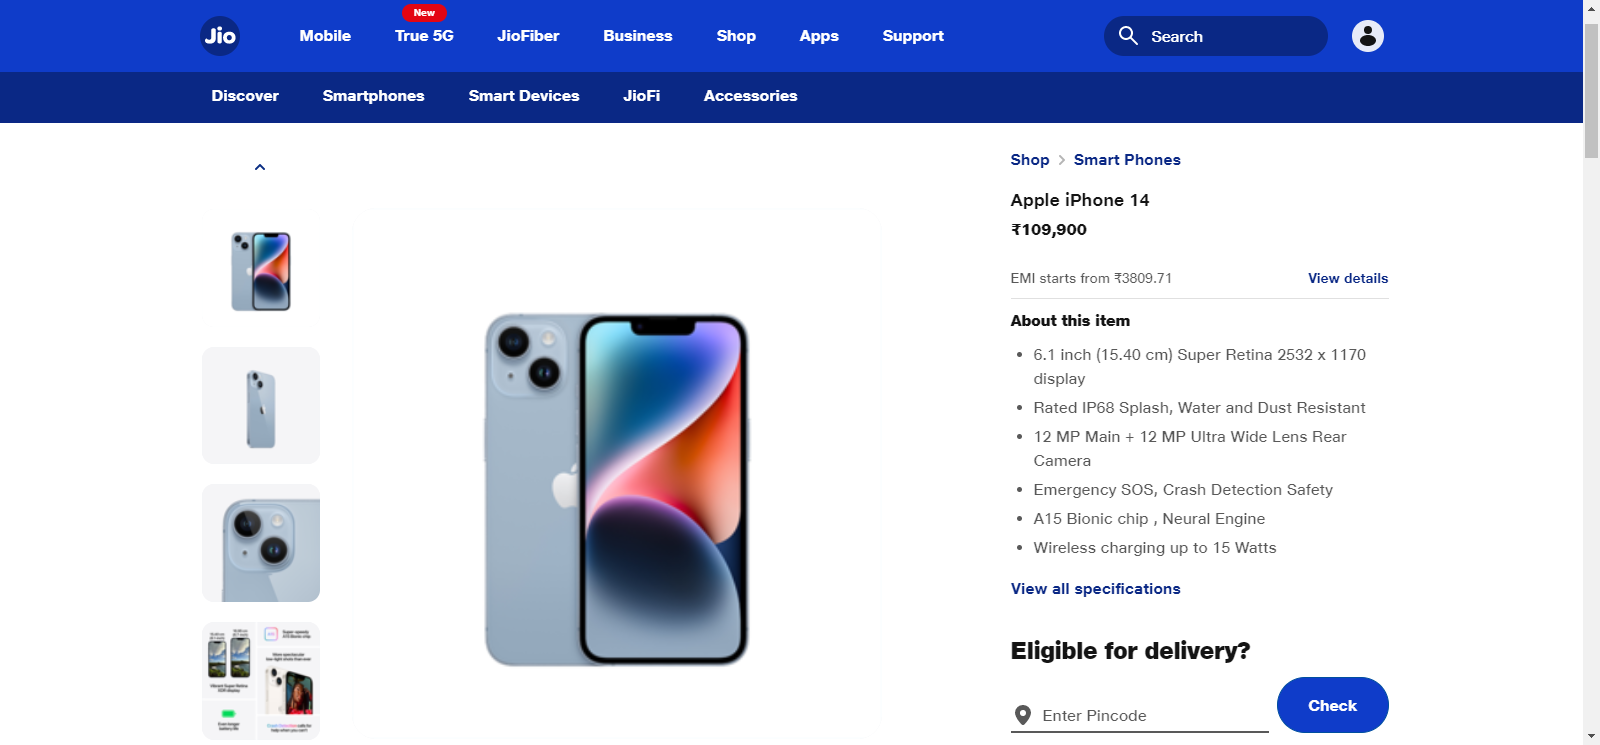 New
Jio
Mobile
True 5G
JioFiber
Business
Shop
Apps
Support
Search
Discover
Smartphones
Smart Devices
JioFi
Accessories
Shop > Smart Phones
Apple iPhone 14
₹109,900
EMI starts from ₹3809.71
View details
About this item
• 6.1 inch (15.40 cm) Super Retina 2532 x 1170
display
• Rated IP68 Splash, Water and Dust Resistant
• 12 MP Main + 12 MP Ultra Wide Lens Rear
Camera
• Emergency SOS, Crash Detection Safety
• A15 Bionic chip , Neural Engine
• Wireless charging up to 15 Watts
View all specifications
Eligible for delivery?
Enter Pincode
Check